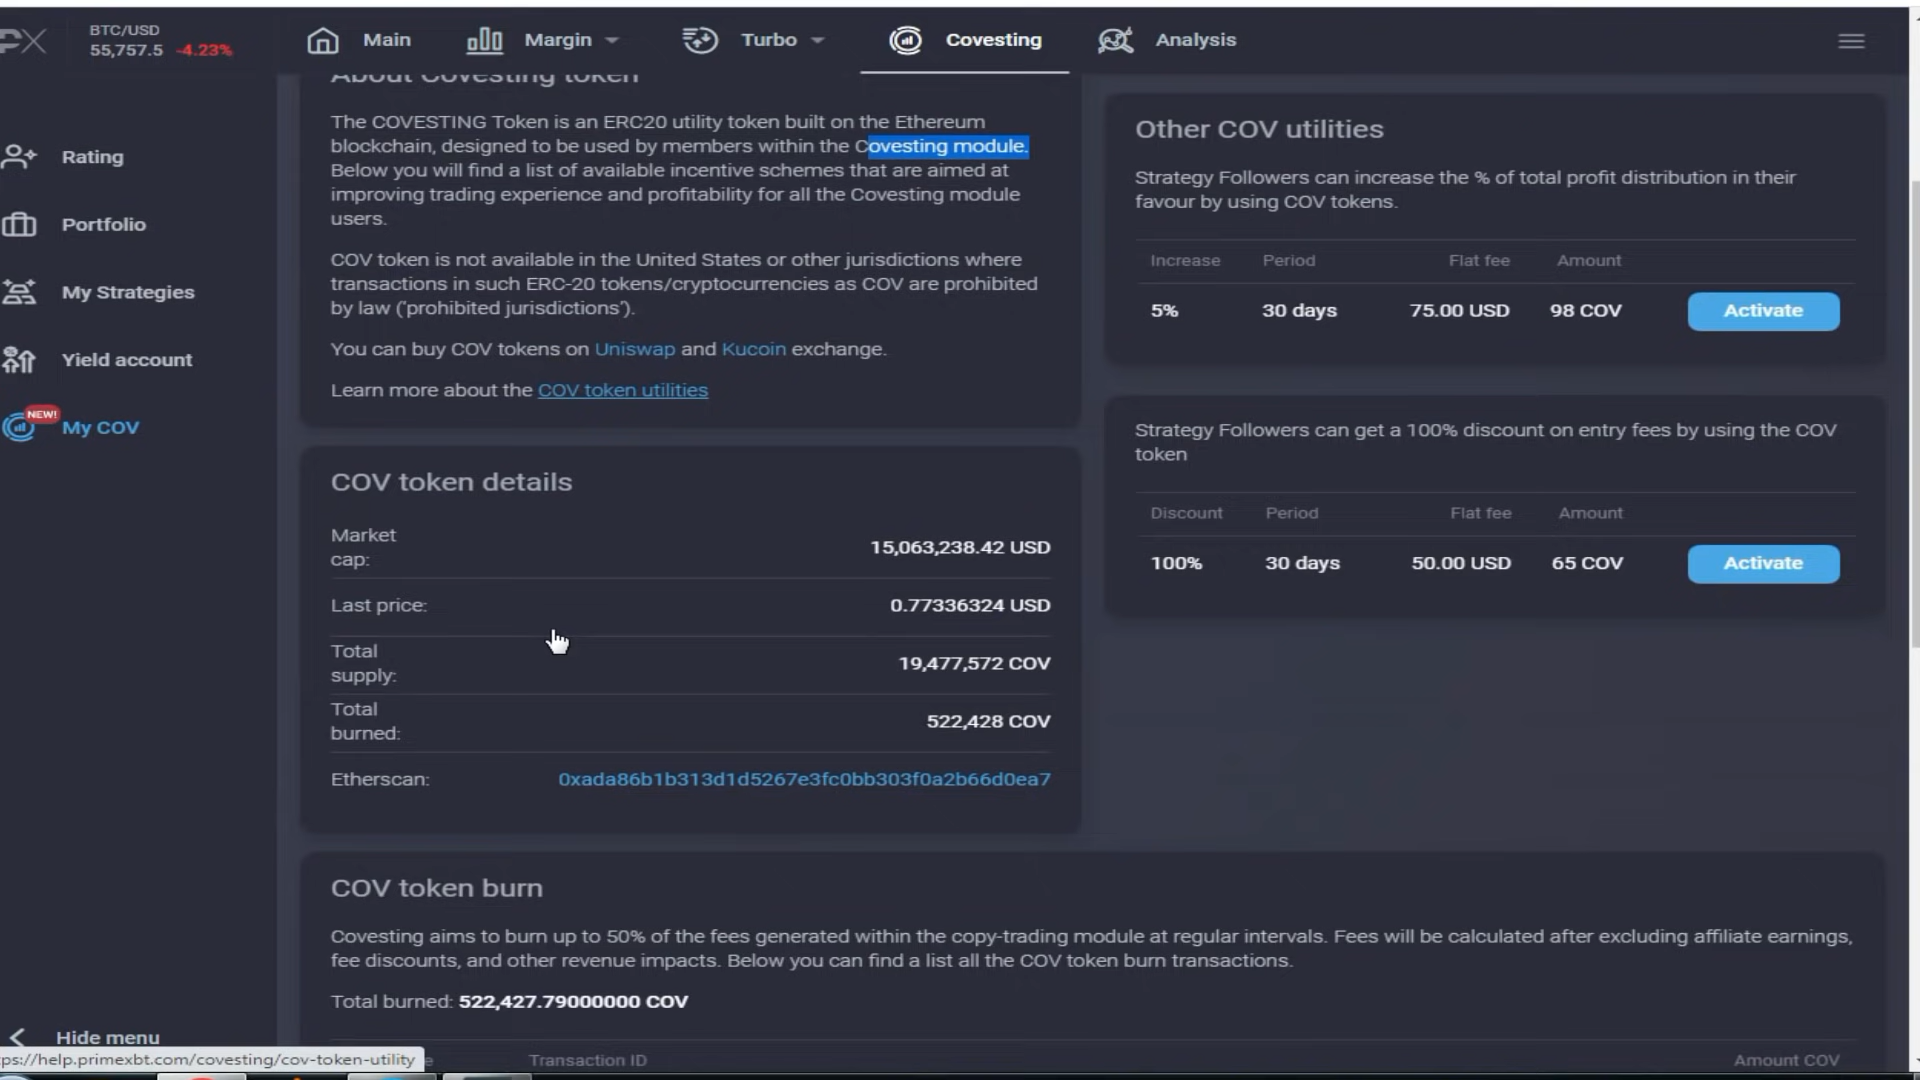 PX
BTC/USD
55,757.5 -4.23%
Main
Margin
Turbo
Covesting
Analysis
Rating
Portfolio
My Strategies
Yield account
NEW!
My COV
Hide menu
About Covesting token
The COVESTING Token is an ERC20 utility token built on the Ethereum
blockchain, designed to be used by members within the Covesting module.
Below you will find a list of available incentive schemes that are aimed at
improving trading experience and profitability for all the Covesting module
users.
COV token is not available in the United States or other jurisdictions where
transactions in such ERC-20 tokens/cryptocurrencies as COV are prohibited
by law ('prohibited jurisdictions').
You can buy COV tokens on Uniswap and Kucoin exchange.
Learn more about the COV token utilities
COV token details
Market
cap: 15,063,238.42 USD
Last price: 0.77336324 USD
Total
supply: 19,477,572 COV
Total
burned: 522,428 COV
Etherscan: 0xada86b1b313d1d5267e3fc0bb303f0a2b66d0ea7
Other COV utilities
Strategy Followers can increase the % of total profit distribution in their
favour by using COV tokens.
Increase Period Flat fee Amount
5% 30 days 75.00 USD 98 COV Activate
Strategy Followers can get a 100% discount on entry fees by using the COV
token
Discount Period Flat fee Amount
100% 30 days 50.00 USD 65 COV Activate
COV token burn
Covesting aims to burn up to 50% of the fees generated within the copy-trading module at regular intervals. Fees will be calculated after excluding affiliate earnings,
fee discounts, and other revenue impacts. Below you can find a list all the COV token burn transactions.
Total burned: 522,427.79000000 COV
Transaction ID Amount COV
ps://help.primexbt.com/covesting/cov-token-utility